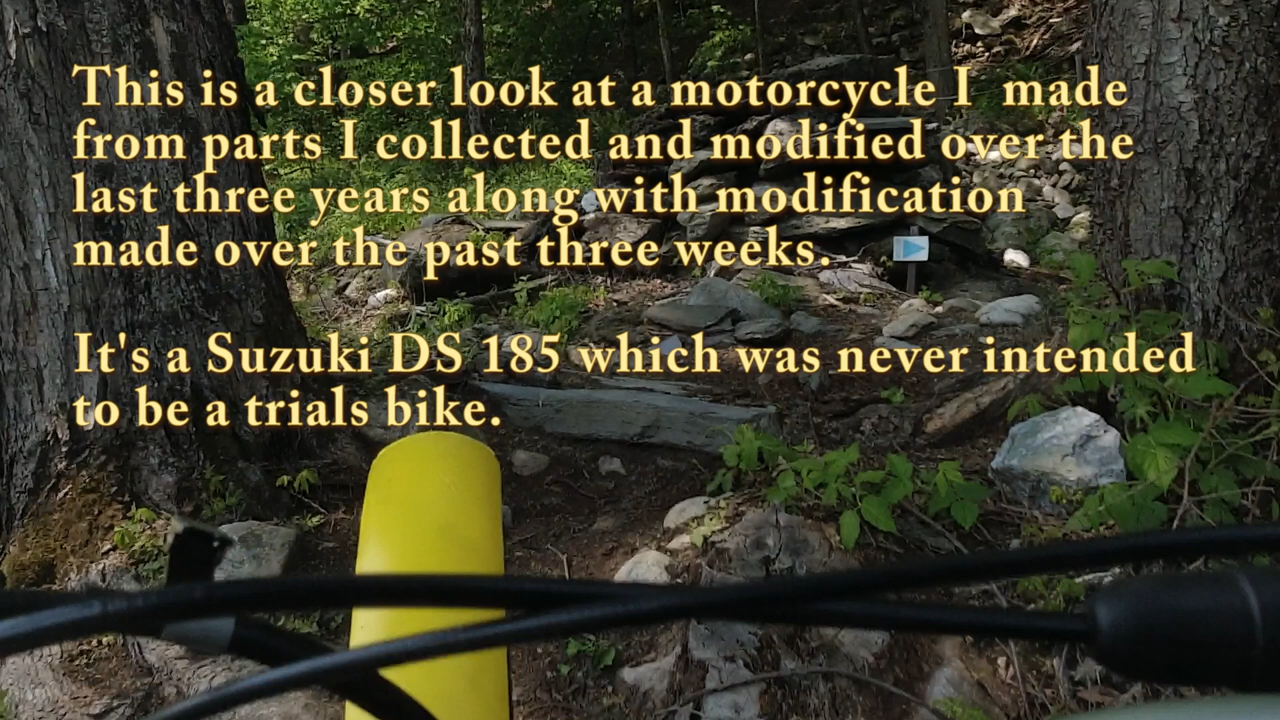 This is a closer look at a motorcycle I  made
from parts I collected and modified over the
last three years along with modification
made over the past three weeks.
It's a Suzuki DS 185 which was never intended
to be a trials bike.